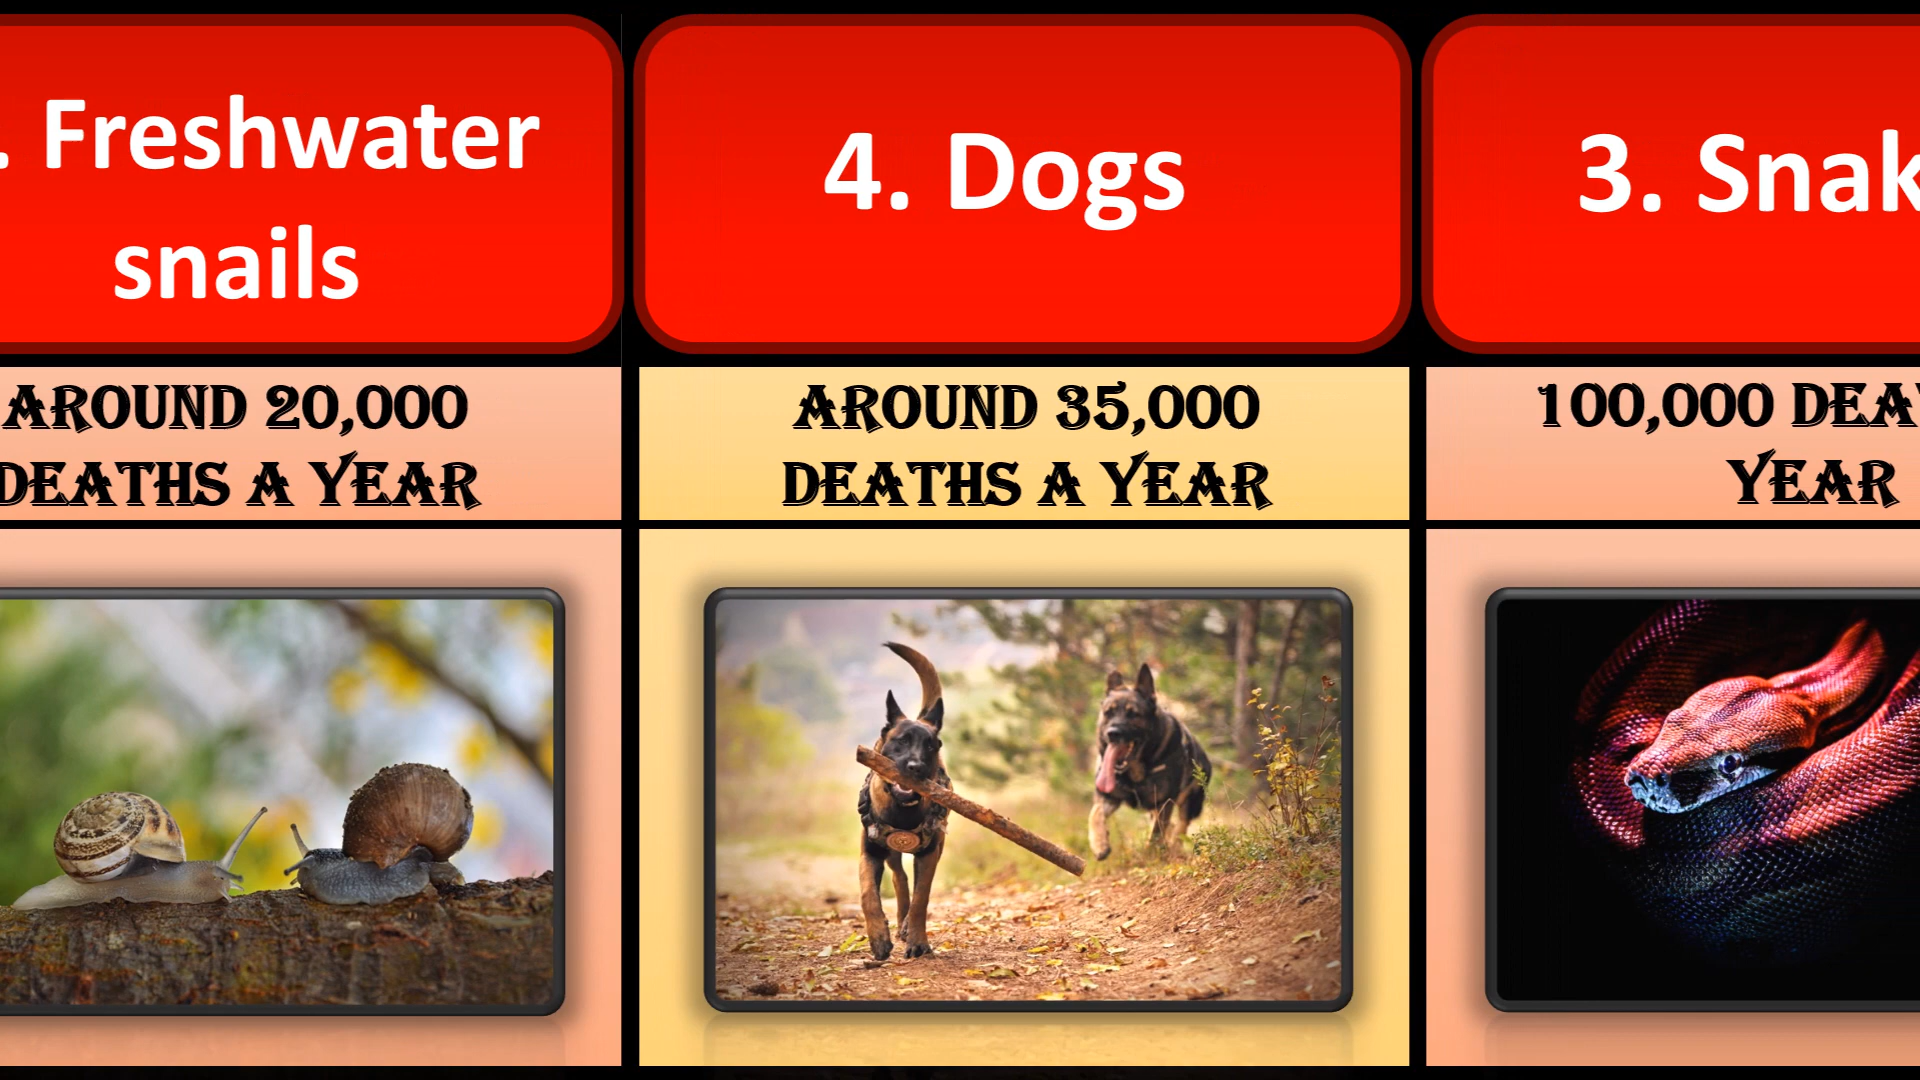 . Freshwater
snails
AROUND 20,000
DEATHS A YEAR
4. Dogs
AROUND 35,000
DEATHS A YEAR
3. Snak
100,000 DEA
YEAR